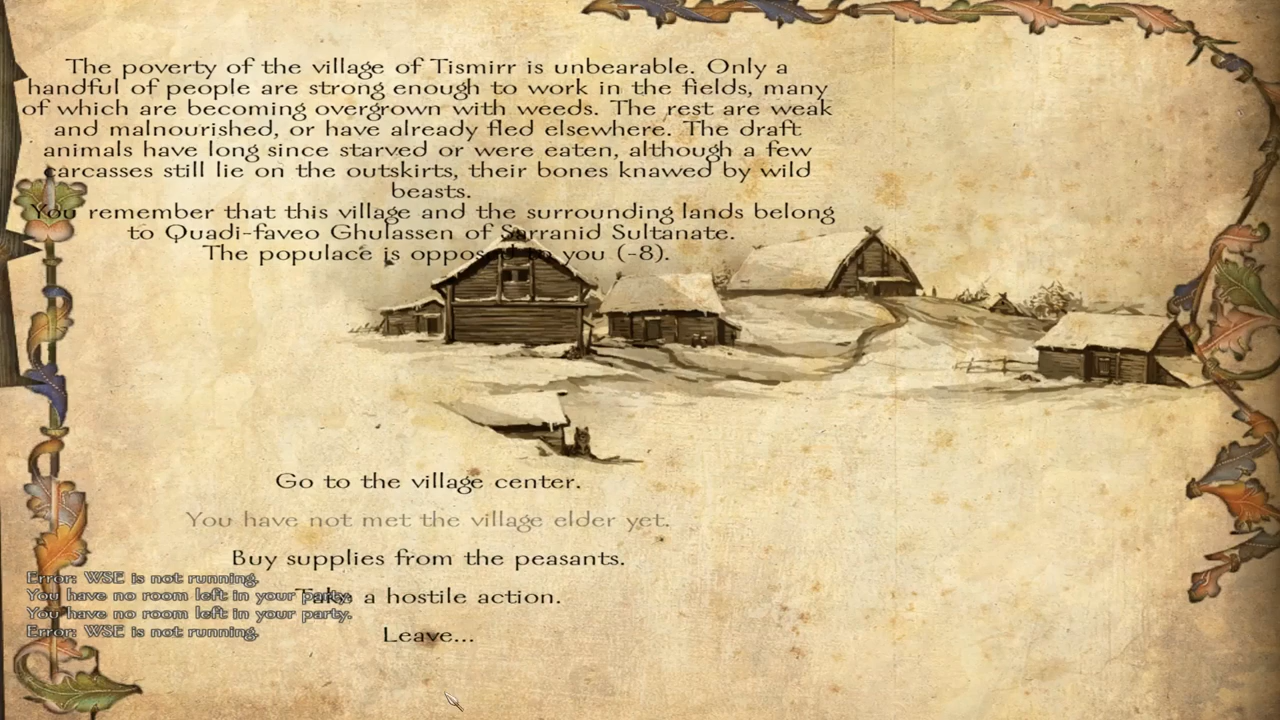 The poverty of the village of Tismirr is unbearable. Only a
handful of people are strong enough to work in the fields, many
of which are becoming overgrown with weeds. The rest are weak
and malnourished, or have already fled elsewhere. The draft
animals have long since starved or were eaten, although a few
carcasses still lie on the outskirts, their bones knawed by wild
beasts.
You remember that this village and the surrounding lands belong
to Quadi-faveo Ghulassen of Sarranid Sultanate.
The populace is opposed to you (-8).
Go to the village center.
You have not met the village elder yet.
Buy supplies from the peasants.
Take a hostile action.
Leave...
Error: WSE is not running.
You have no room left in your party.
You have no room left in your party.
Error: WSE is not running.